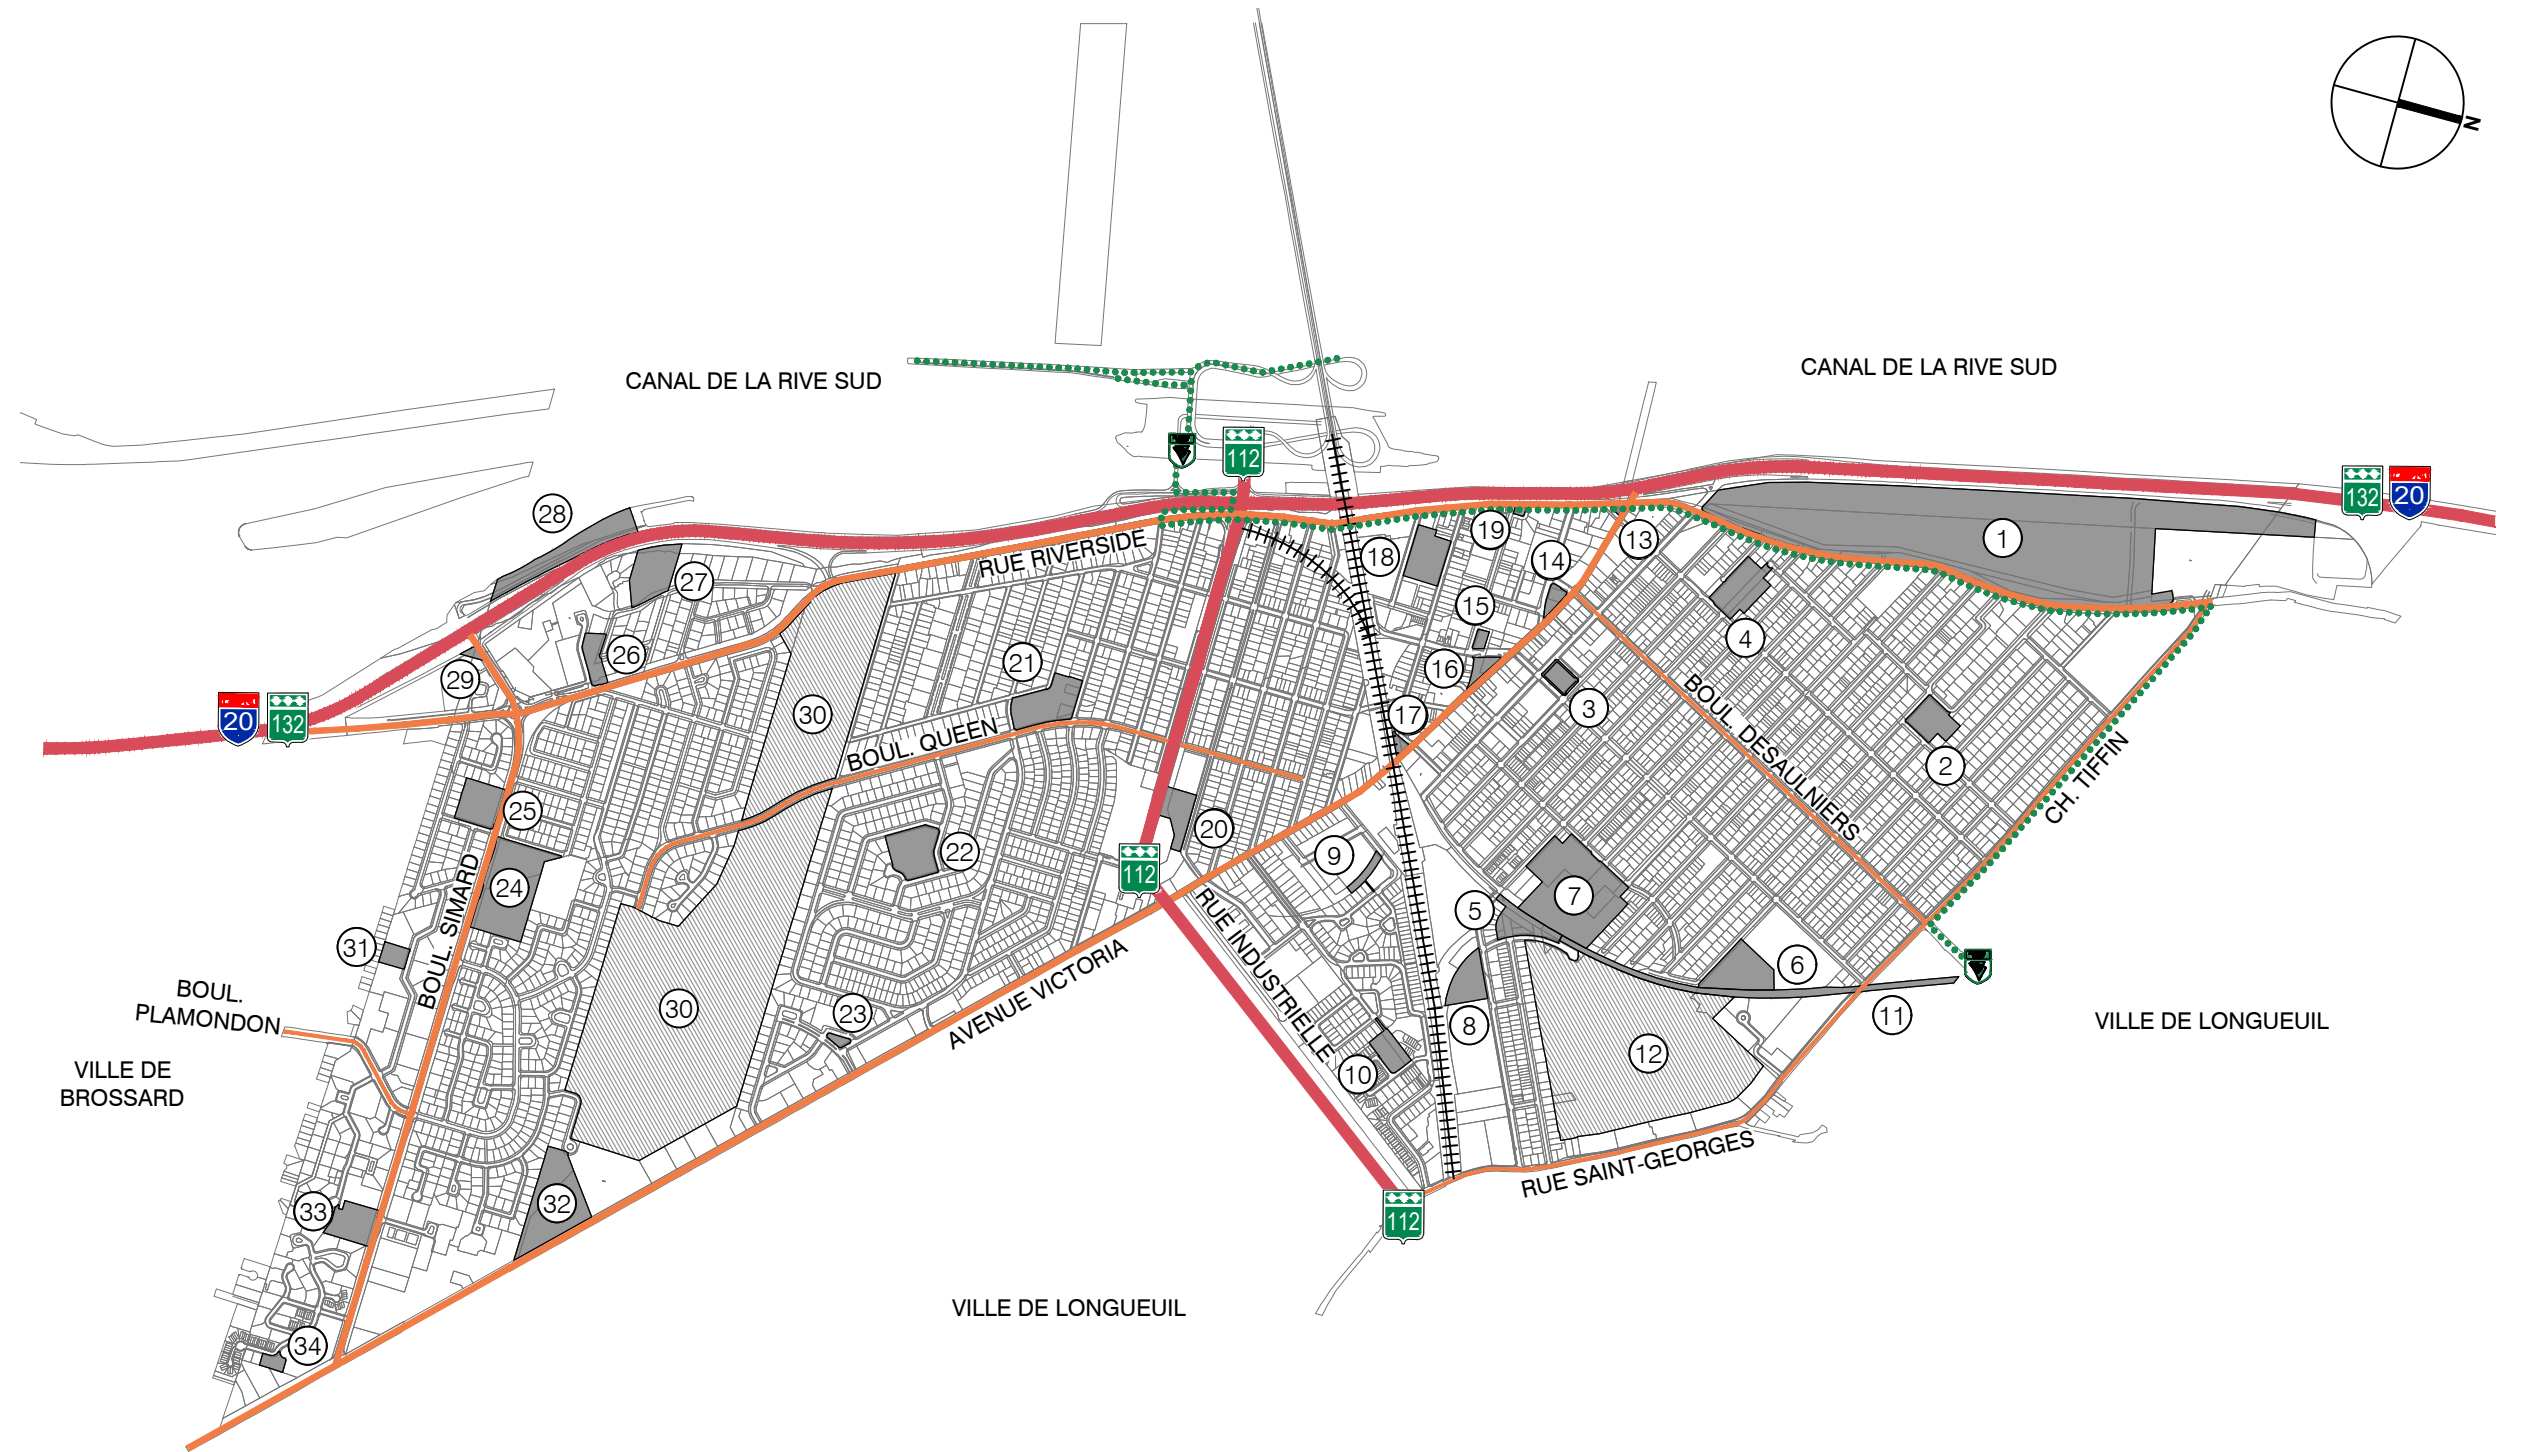 N
CANAL DE LA RIVE SUD
CANAL DE LA RIVE SUD
112
132
20
28
19
13
1
18
14
27
RUE RIVERSIDE
15
4
26
21
16
29
30
17
3
20
132
BOUL. QUEEN
BOUL. DESAULNIERS
2
CH. TIFFIN
25
20
22
9
112
24
7
5
RUE INDUSTRIELLE
BOUL. SIMARD
31
AVENUE VICTORIA
6
BOUL.
PLAMONDON
30
23
8
11
VILLE DE LONGUEUIL
12
VILLE DE
BROSSARD
10
RUE SAINT-GEORGES
32
33
112
VILLE DE LONGUEUIL
34